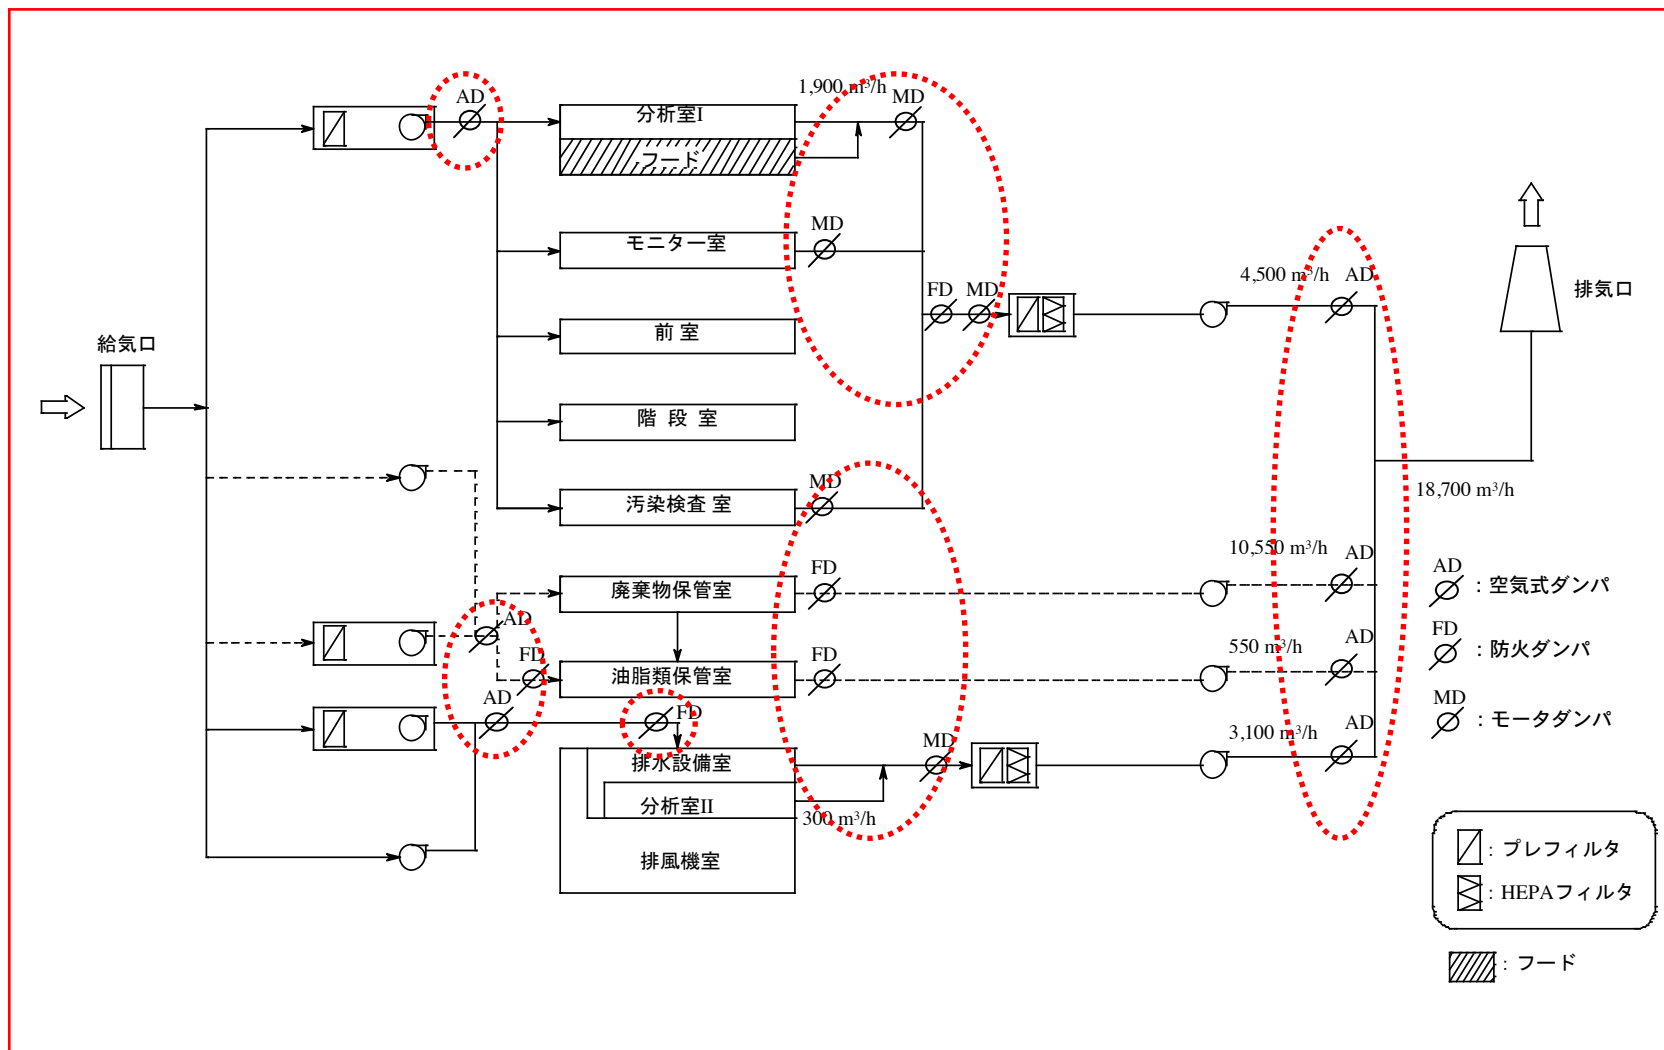 給気口
AD
分析室I
フード
モニター室
前 室
階 段 室
汚染検査 室
廃棄物保管室
油脂類保管室
排水設備室
分析室II
排風機室
1,900 m³/h
MD
MD
FD
MD
MD
FD
FD
MD
300 m³/h
AD
FD
AD
FD
4,500 m³/h
AD
10,550 m³/h
AD
550 m³/h
AD
3,100 m³/h
AD
18,700 m³/h
排気口
AD
: 空気式ダンパ
FD
: 防火ダンパ
MD
: モータダンパ
: プレフィルタ
: HEPAフィルタ
: フード